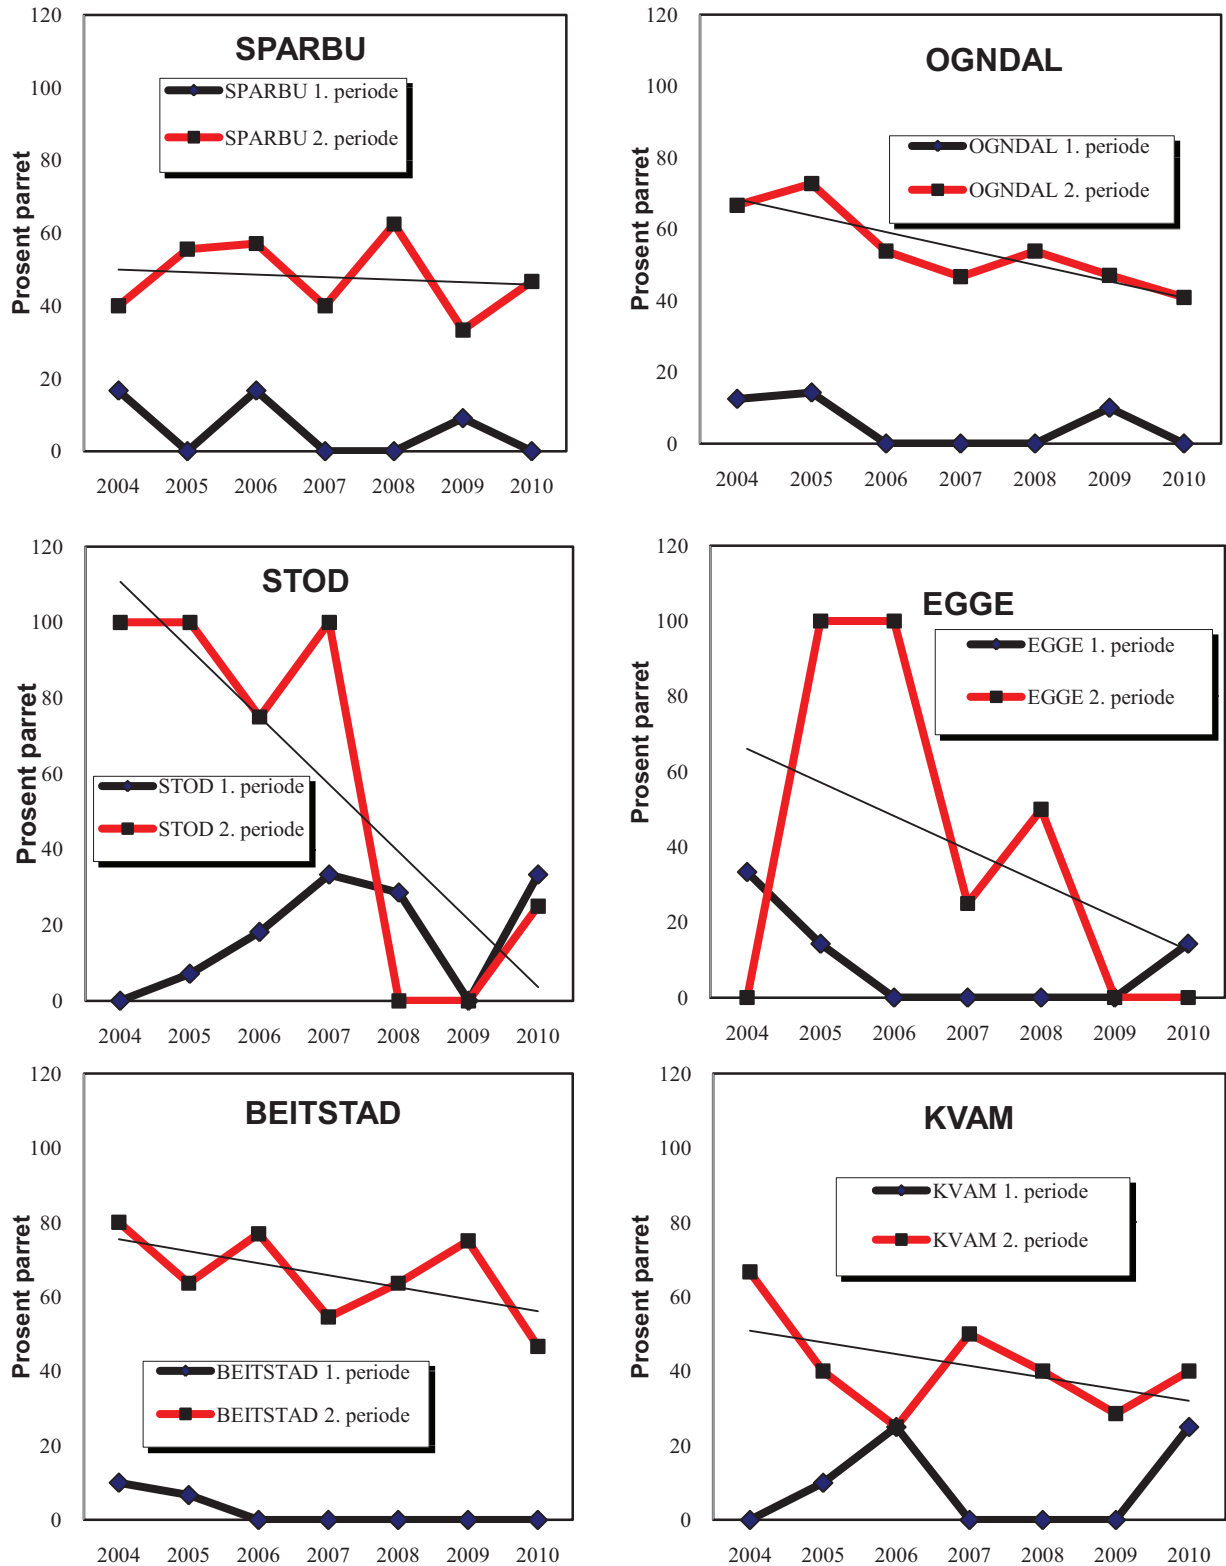 SPARBU
120
100
80
60
40
20
0
Prosent parret
SPARBU 1. periode
SPARBU 2. periode
2004 2005 2006 2007 2008 2009 2010
OGNDAL
120
100
80
60
40
20
0
Prosent parret
OGNDAL 1. periode
OGNDAL 2. periode
2004 2005 2006 2007 2008 2009 2010
STOD
120
100
80
60
40
20
0
Prosent parret
STOD 1. periode
STOD 2. periode
2004 2005 2006 2007 2008 2009 2010
EGGE
120
100
80
60
40
20
0
Prosent parret
EGGE 1. periode
EGGE 2. periode
2004 2005 2006 2007 2008 2009 2010
BEITSTAD
120
100
80
60
40
20
0
Prosent parret
BEITSTAD 1. periode
BEITSTAD 2. periode
2004 2005 2006 2007 2008 2009 2010
KVAM
120
100
80
60
40
20
0
Prosent parret
KVAM 1. periode
KVAM 2. periode
2004 2005 2006 2007 2008 2009 2010